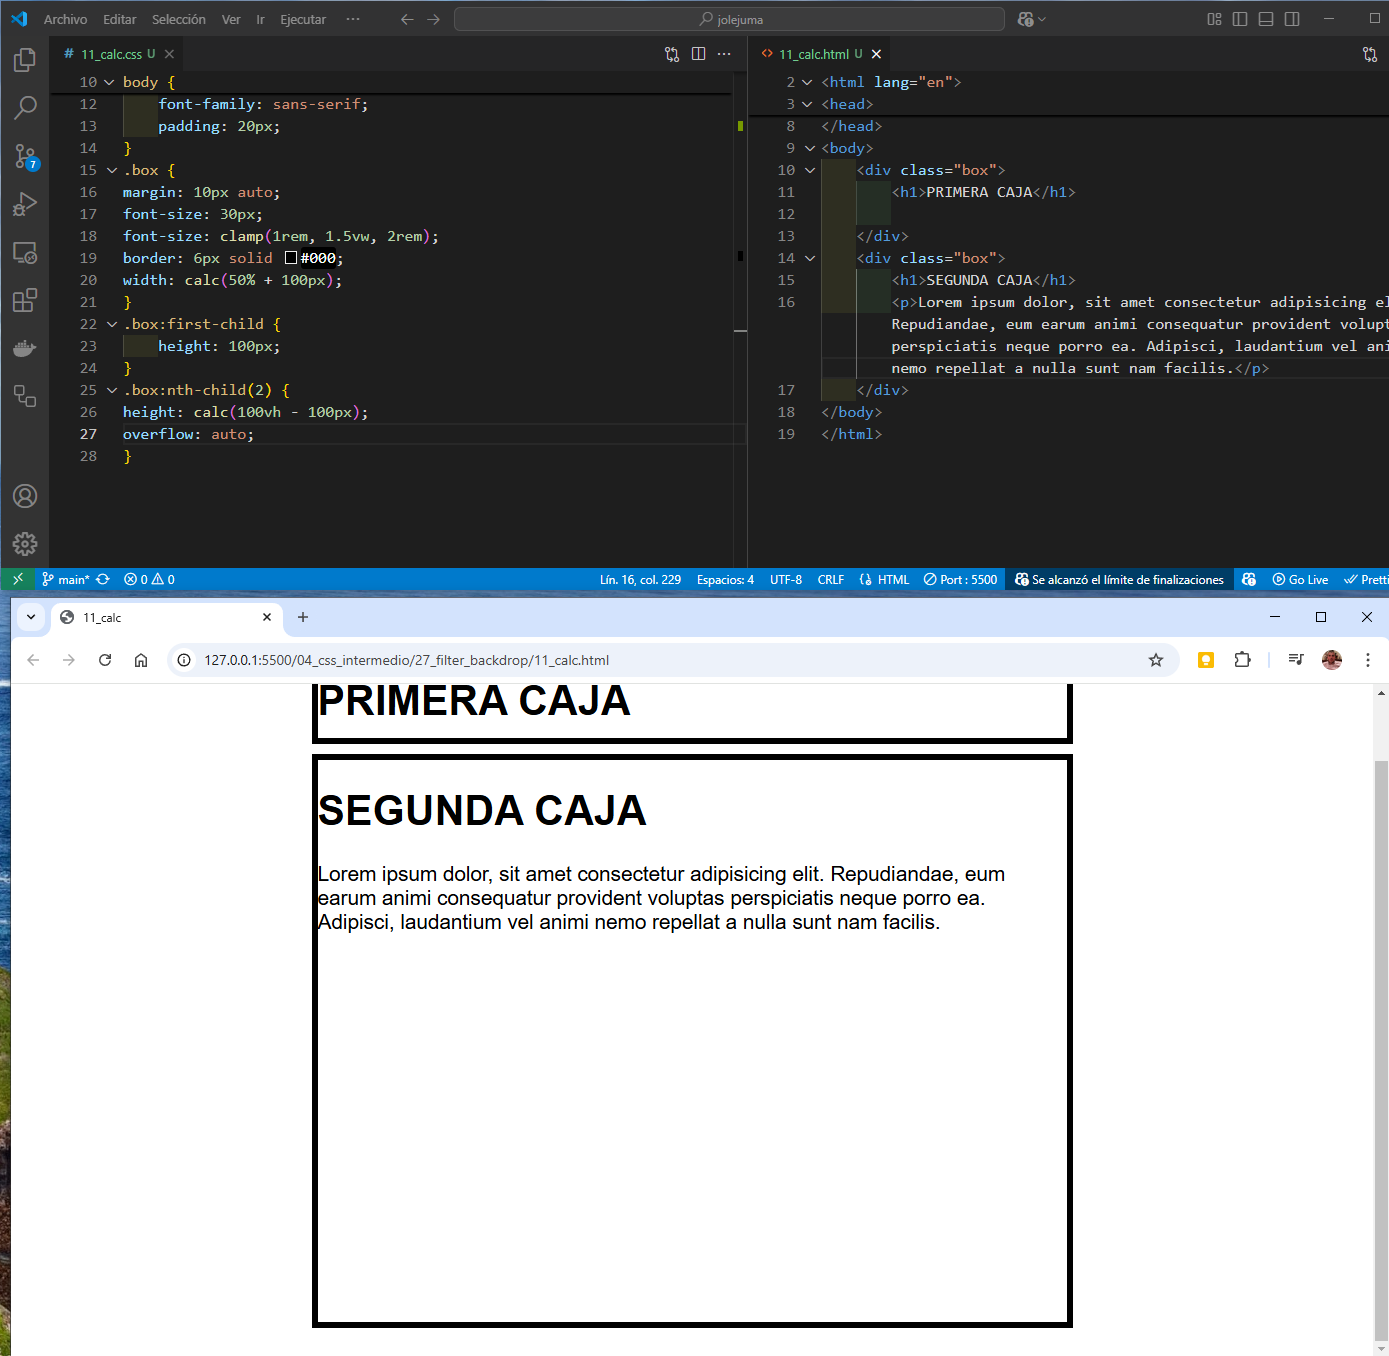 Archivo Editar Selección Ver Ir Ejecutar ··· jolejuma
# 11_calc.css U
10 body {
12 font-family: sans-serif;
13 padding: 20px;
14 }
15 .box {
16 margin: 10px auto;
17 font-size: 30px;
18 font-size: clamp(1rem, 1.5vw, 2rem);
19 border: 6px solid #000;
20 width: calc(50% + 100px);
21 }
22 .box:first-child {
23 height: 100px;
24 }
25 .box:nth-child(2) {
26 height: calc(100vh - 100px);
27 overflow: auto;
28 }
7
<> 11_calc.html U
2 <html lang="en">
3 <head>
8 </head>
9 <body>
10 <div class="box">
11 <h1>PRIMERA CAJA</h1>
12
13 </div>
14 <div class="box">
15 <h1>SEGUNDA CAJA</h1>
16 <p>Lorem ipsum dolor, sit amet consectetur adipisicing el
Repudiandae, eum earum animi consequatur provident volupt
perspiciatis neque porro ea. Adipisci, laudantium vel ani
nemo repellat a nulla sunt nam facilis.</p>
17 </div>
18 </body>
19 </html>
main* 0 0 Lín. 16, col. 229 Espacios: 4 UTF-8 CRLF HTML Port : 5500 Se alcanzó el límite de finalizaciones Go Live Pretti
11_calc
127.0.0.1:5500/04_css_intermedio/27_filter_backdrop/11_calc.html
PRIMERA CAJA
SEGUNDA CAJA
Lorem ipsum dolor, sit amet consectetur adipisicing elit. Repudiandae, eum
earum animi consequatur provident voluptas perspiciatis neque porro ea.
Adipisci, laudantium vel animi nemo repellat a nulla sunt nam facilis.